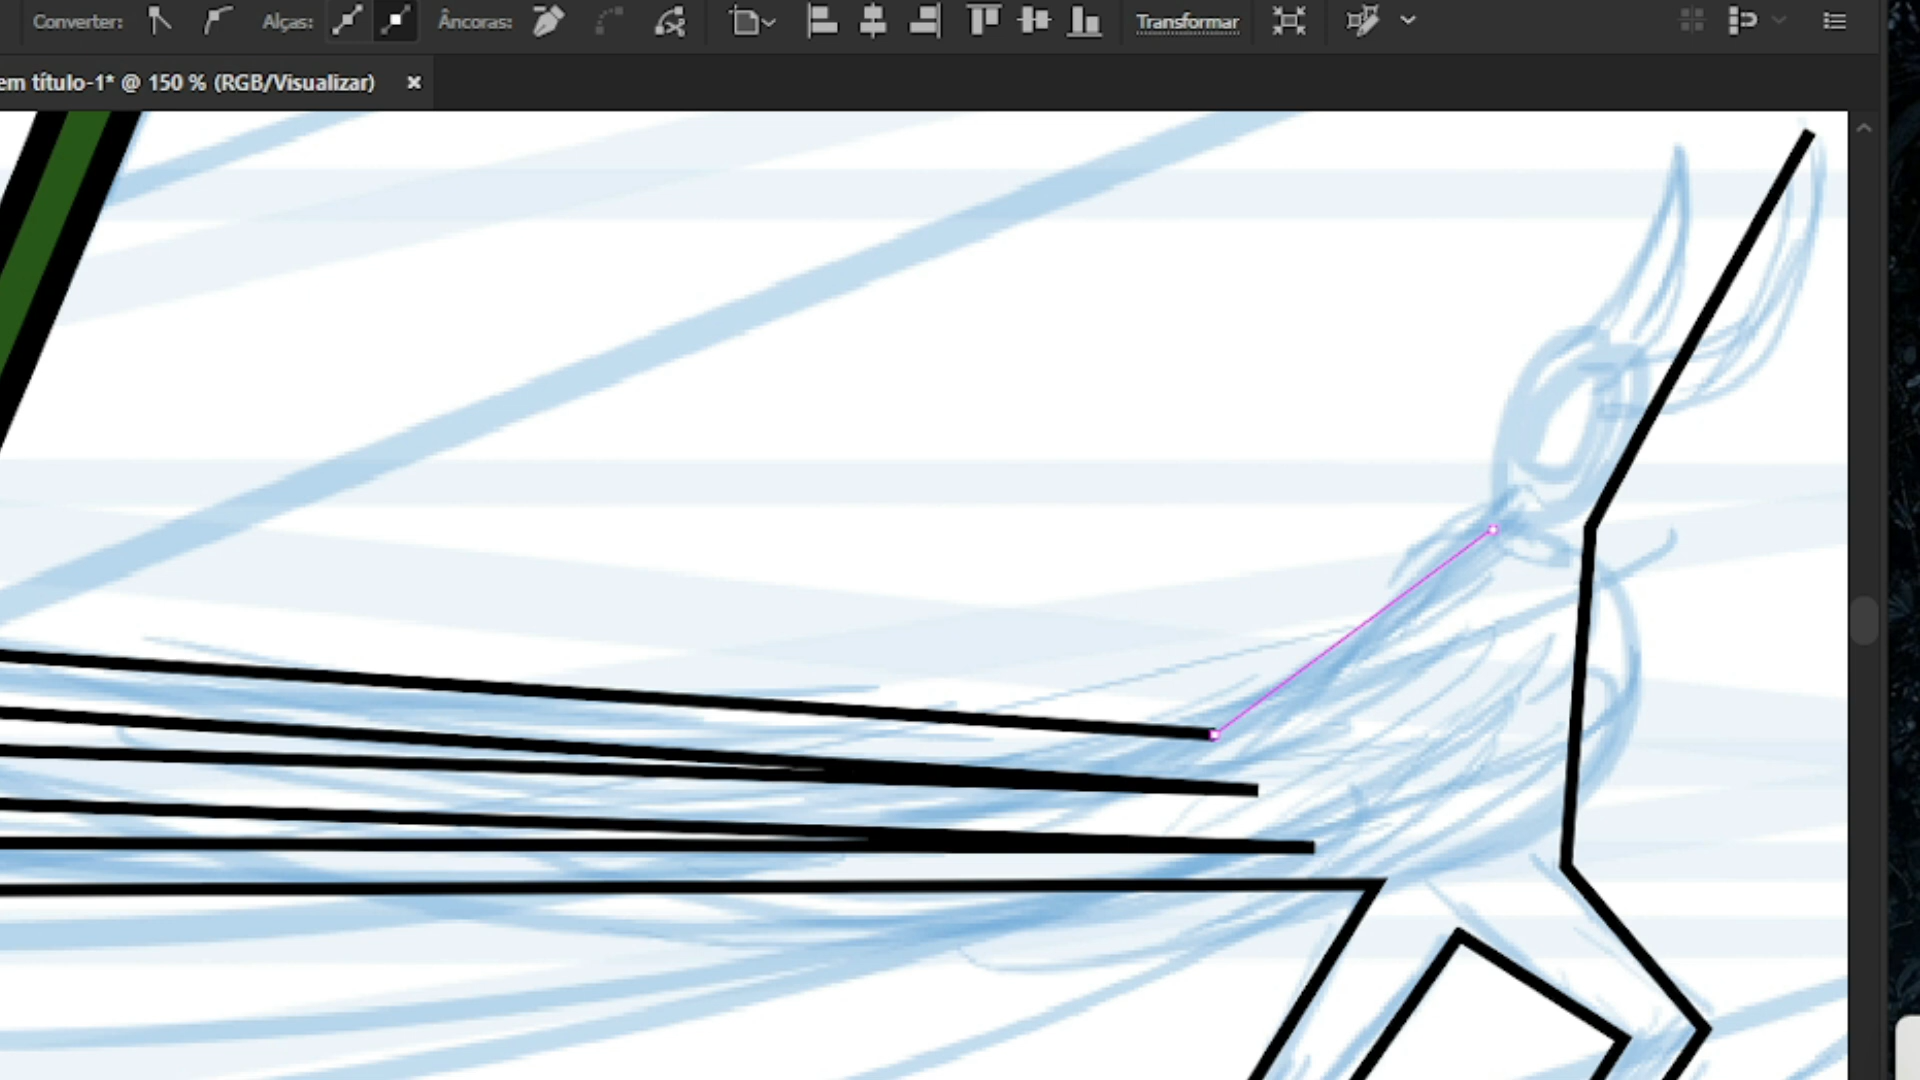 Converter: Alças: Âncoras: Transformar
em título-1* @ 150 % (RGB/Visualizar) ×